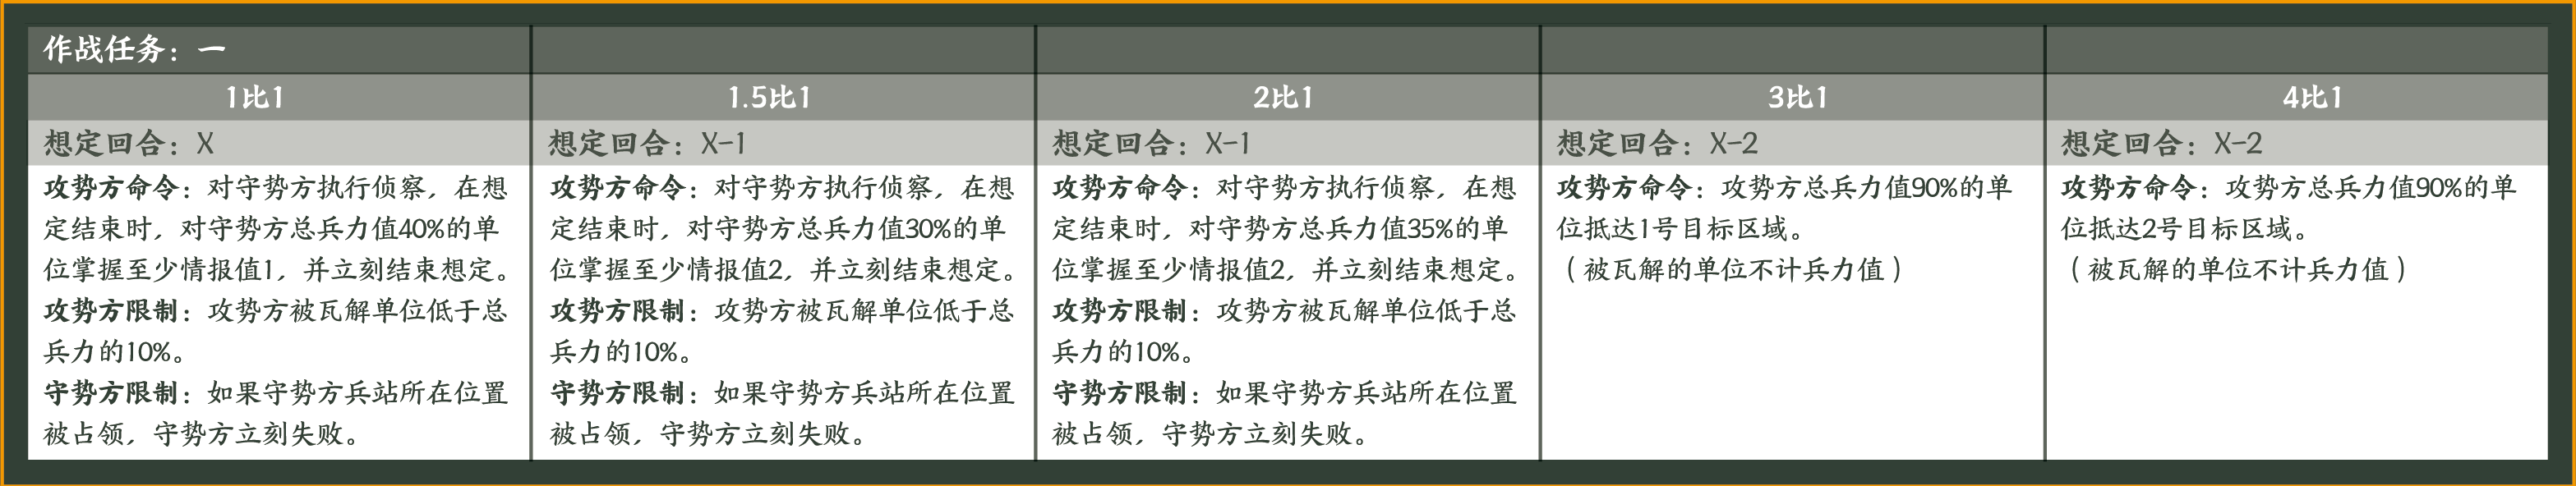 作战任务：一
1比1
想定回合：X
攻势方命令：对守势方执行侦察，在想
定结束时，对守势方总兵力值40%的单
位掌握至少情报值1，并立刻结束想定。
攻势方限制：攻势方被瓦解单位低于总
兵力的10%。
守势方限制：如果守势方兵站所在位置
被占领，守势方立刻失败。
1.5比1
想定回合：X-1
攻势方命令：对守势方执行侦察，在想
定结束时，对守势方总兵力值30%的单
位掌握至少情报值2，并立刻结束想定。
攻势方限制：攻势方被瓦解单位低于总
兵力的10%。
守势方限制：如果守势方兵站所在位置
被占领，守势方立刻失败。
2比1
想定回合：X-1
攻势方命令：对守势方执行侦察，在想
定结束时，对守势方总兵力值35%的单
位掌握至少情报值2，并立刻结束想定。
攻势方限制：攻势方被瓦解单位低于总
兵力的10%。
守势方限制：如果守势方兵站所在位置
被占领，守势方立刻失败。
3比1
想定回合：X-2
攻势方命令：攻势方总兵力值90%的单
位抵达1号目标区域。
（被瓦解的单位不计兵力值）
4比1
想定回合：X-2
攻势方命令：攻势方总兵力值90%的单
位抵达2号目标区域。
（被瓦解的单位不计兵力值）